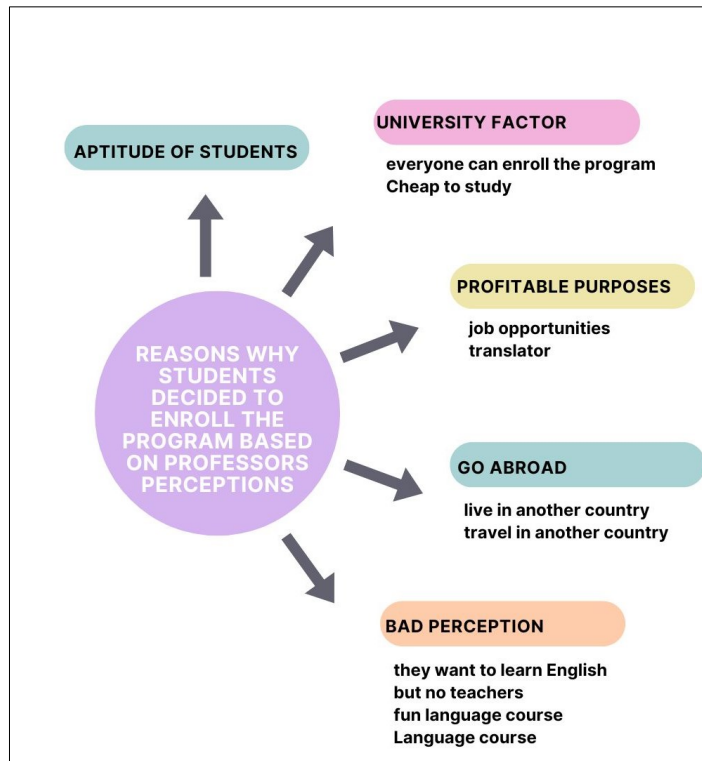 APTITUDE OF STUDENTS
UNIVERSITY FACTOR
everyone can enroll the program
Cheap to study
PROFITABLE PURPOSES
job opportunities
translator
REASONS WHY
STUDENTS
DECIDED TO
ENROLL THE
PROGRAM BASED
ON PROFESSORS
PERCEPTIONS
GO ABROAD
live in another country
travel in another country
BAD PERCEPTION
they want to learn English
but no teachers
fun language course
Language course